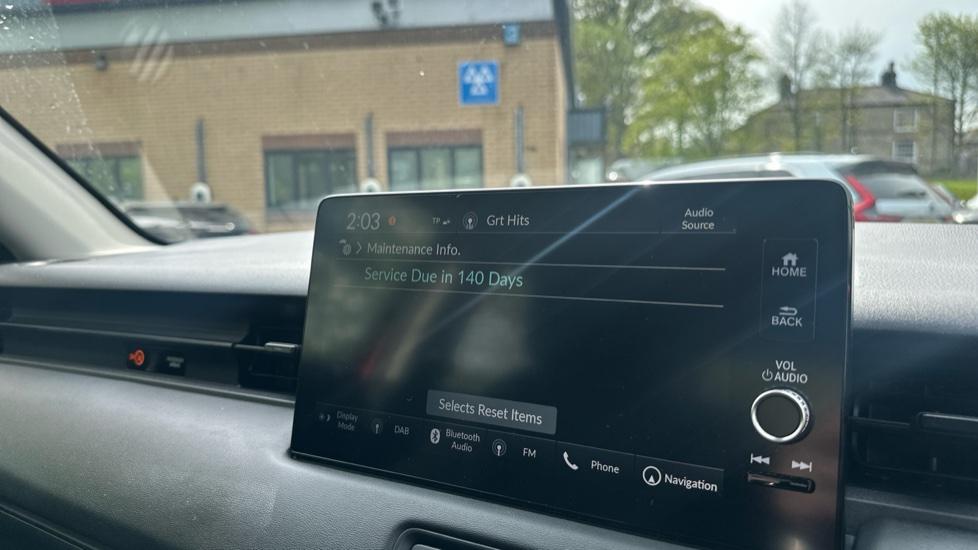 2:03
TP
Grt Hits
Audio
Source
Maintenance Info.
Service Due in 140 Days
HOME
BACK
VOL
AUDIO
Selects Reset Items
Display
Mode
DAB
Bluetooth
Audio
FM
Phone
Navigation